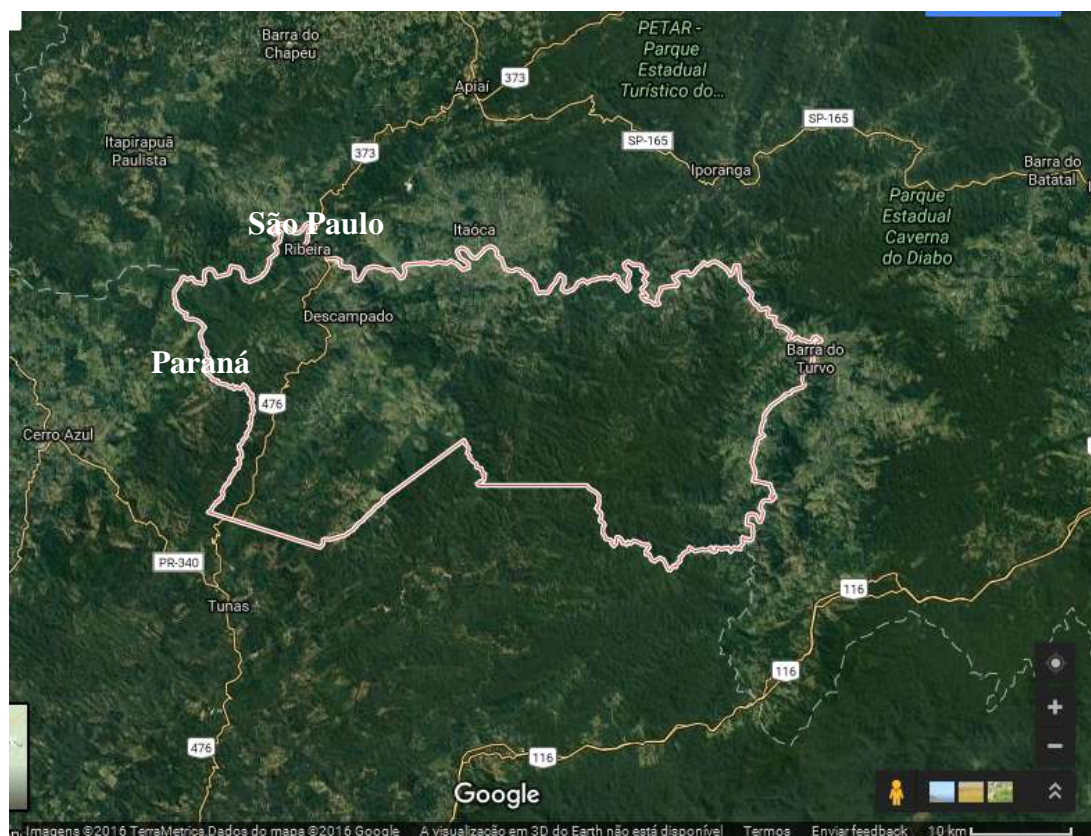 Barra do
Chapéu
PETAR -
Parque
Estadual
Turístico do...
373
Apiaí
SP-165
Itapirapuã
Paulista
373
SP-165
Iporanga
Barra do
Batatal
Parque
Estadual
Caverna
do Diabo
São Paulo
Itaóca
Ribeira
Descampado
Barra do
Turvo
Paraná
476
Cerro Azul
PR-340
Tunas
116
116
476
116
Google
Imagens ©2016 TerraMetrica,Dados do mapa ©2016 Google
A visualização em 3D do Earth não está disponível
Termos
Enviar feedback
10 km